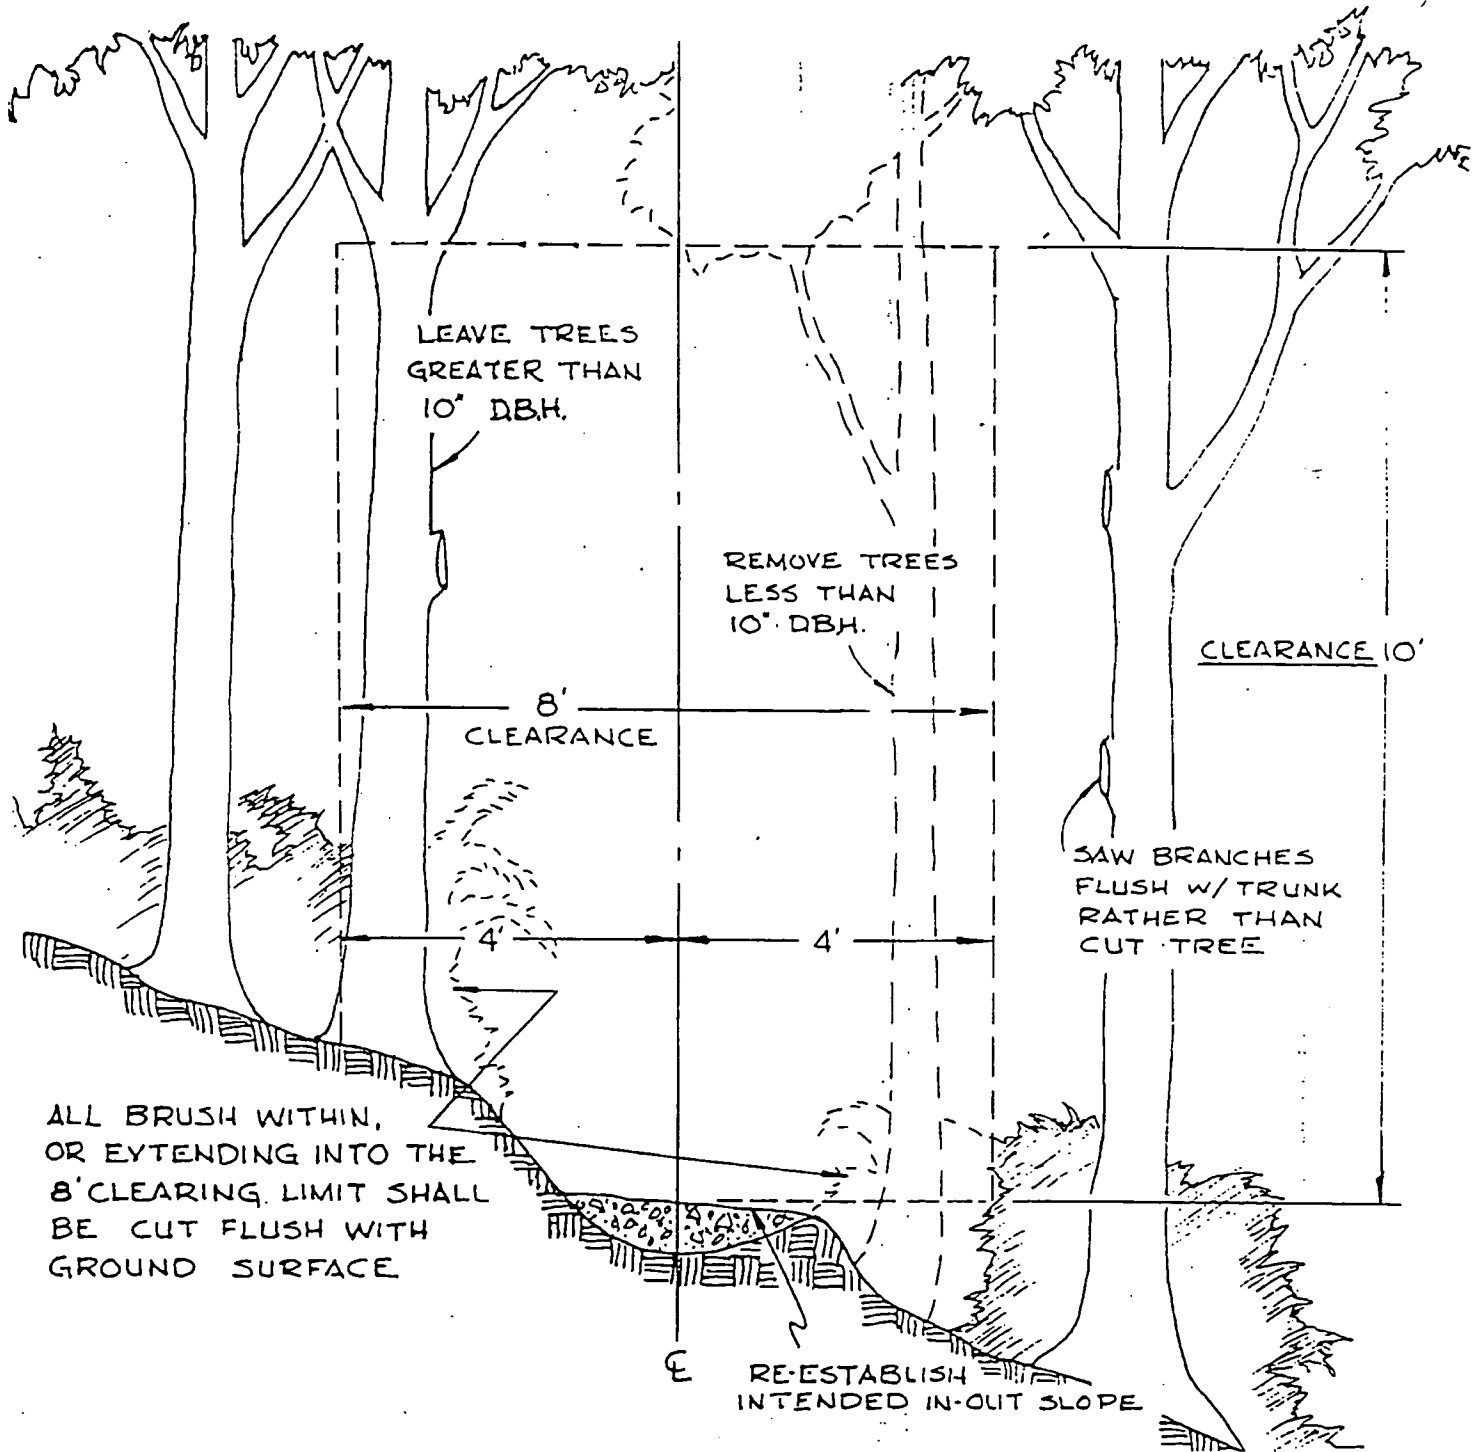 LEAVE TREES
GREATER THAN
10" D.B.H.
REMOVE TREES
LESS THAN
10" D.B.H.
CLEARANCE 10'
8'
CLEARANCE
SAW BRANCHES
FLUSH W/ TRUNK
RATHER THAN
CUT TREE
4'
4'
ALL BRUSH WITHIN,
OR EYTENDING INTO THE
8' CLEARING LIMIT SHALL
BE CUT FLUSH WITH
GROUND SURFACE
℄
RE-ESTABLISH
INTENDED IN-OUT SLOPE